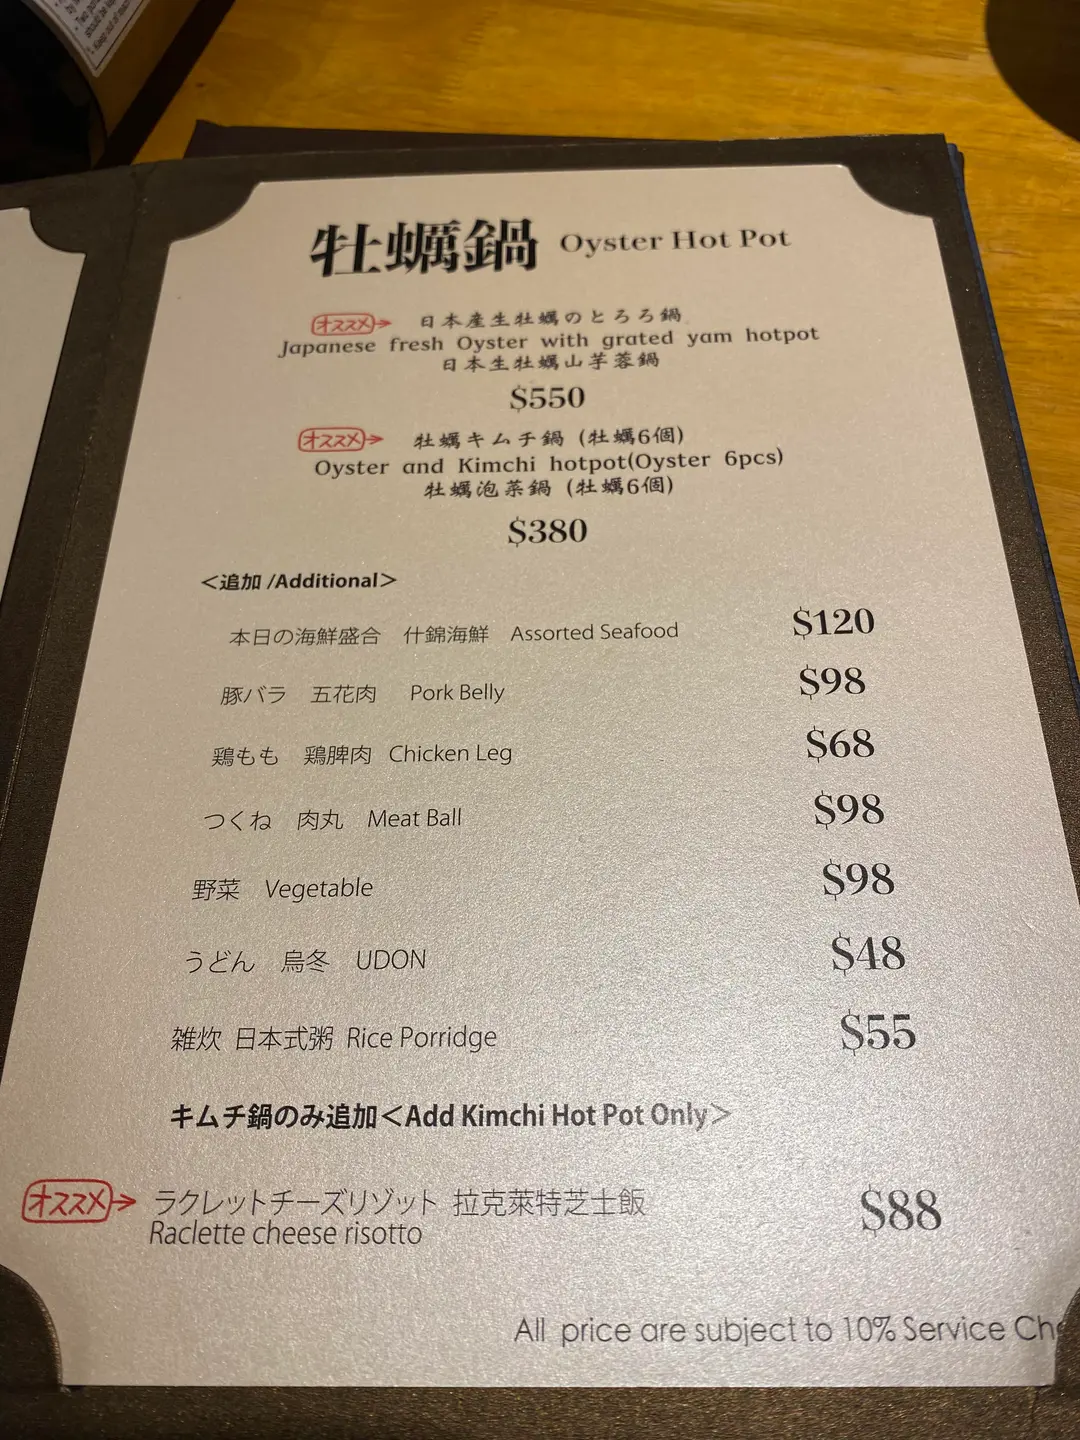 牡蠣鍋 Oyster Hot Pot
オススメ 日本産生牡蠣のとろろ鍋
Japanese fresh Oyster with grated yam hotpot
日本生牡蠣山芋蓉鍋
$550
オススメ 牡蠣キムチ鍋 (牡蠣6個)
Oyster and Kimchi hotpot(Oyster 6pcs)
牡蠣泡菜鍋 (牡蠣6個)
$380
<追加 /Additional>
本日の海鮮盛合 什錦海鮮 Assorted Seafood $120
豚バラ 五花肉 Pork Belly $98
鶏もも 鶏脾肉 Chicken Leg $68
つくね 肉丸 Meat Ball $98
野菜 Vegetable $98
うどん 烏冬 UDON $48
雑炊 日本式粥 Rice Porridge $55
キムチ鍋のみ追加<Add Kimchi Hot Pot Only>
オススメ ラクレットチーズリゾット 拉克萊特芝士飯 $88
Raclette cheese risotto
All price are subject to 10% Service